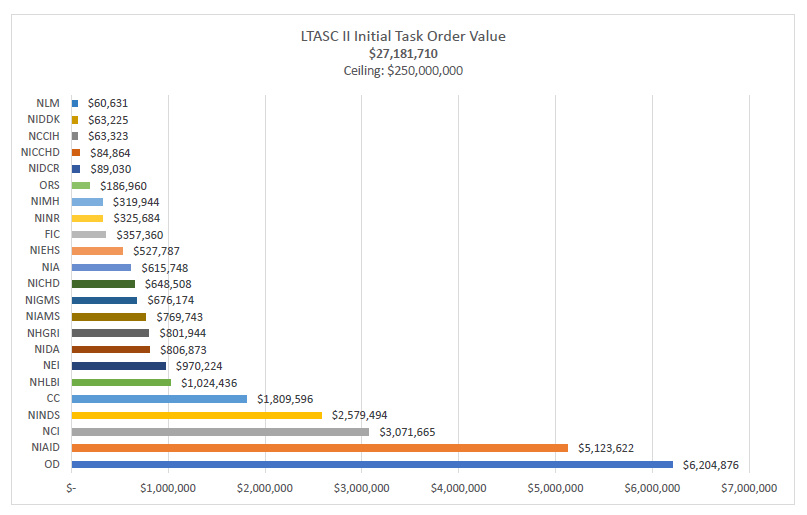 LTASC II Initial Task Order Value
$27,181,710
Ceiling: $250,000,000
NLM $60,631
NIDDK $63,225
NCCIH $63,323
NICCHD $84,864
NIDCR $89,030
ORS $186,960
NIMH $319,944
NINR $325,684
FIC $357,360
NIEHS $527,787
NIA $615,748
NICHD $648,508
NIGMS $676,174
NIAMS $769,743
NHGRI $801,944
NIDA $806,873
NEI $970,224
NHLBI $1,024,436
CC $1,809,596
NINDS $2,579,494
NCI $3,071,665
NIAID $5,123,622
OD $6,204,876
$- $1,000,000 $2,000,000 $3,000,000 $4,000,000 $5,000,000 $6,000,000 $7,000,000